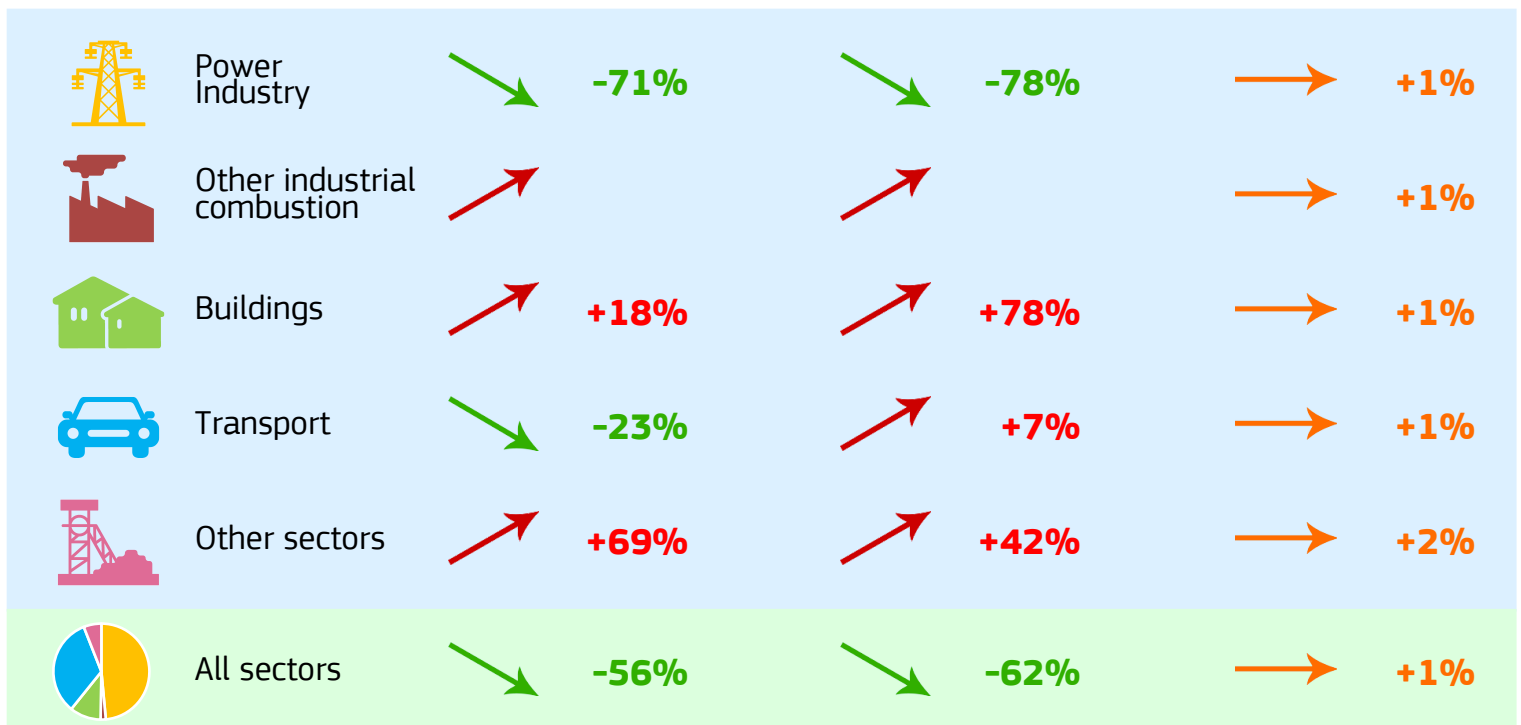 Power
Industry
-71%
-78%
+1%
Other industrial
combustion
+1%
Buildings
+18%
+78%
+1%
Transport
-23%
+7%
+1%
Other sectors
+69%
+42%
+2%
All sectors
-56%
-62%
+1%